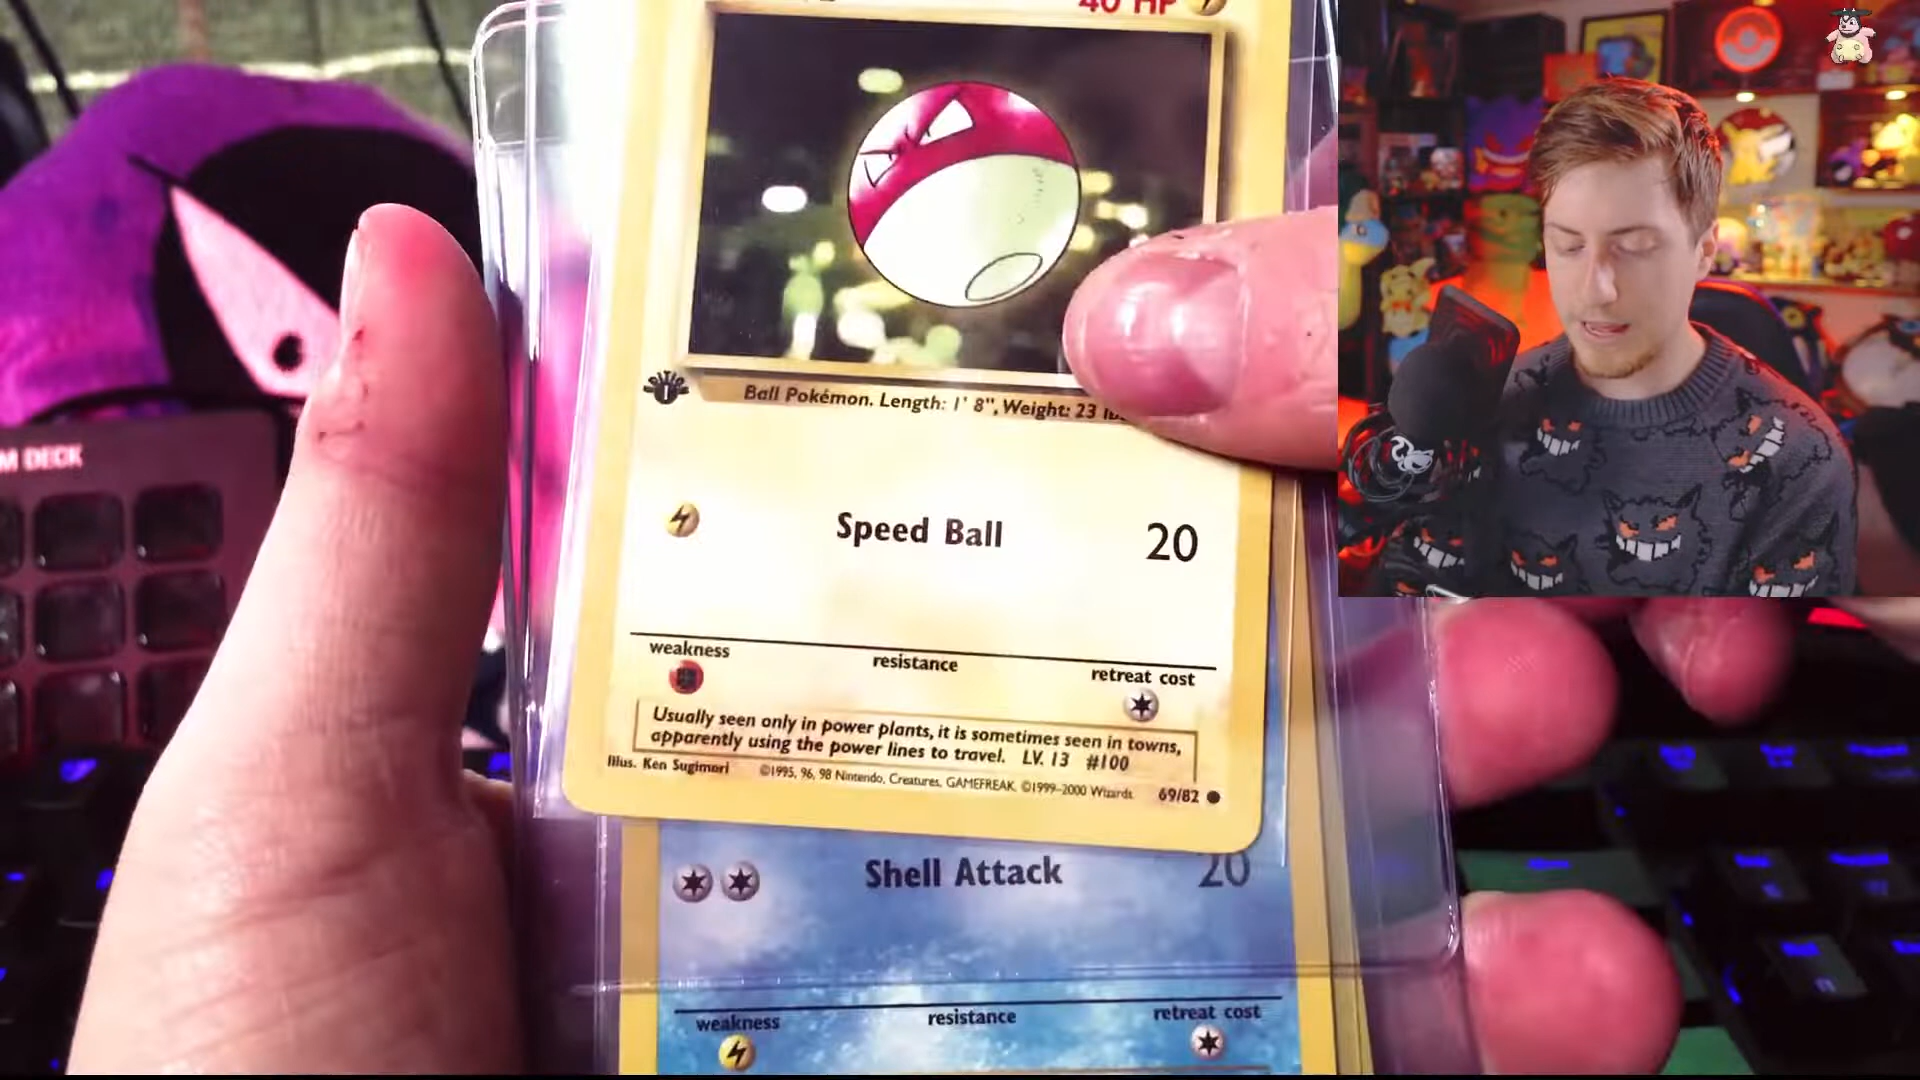 40 HP
EDITION
1
Ball Pokémon. Length: 1' 8", Weight: 23 lbs.
M DECK
Speed Ball 20
weakness resistance retreat cost
Usually seen only in power plants, it is sometimes seen in towns,
apparently using the power lines to travel. LV. 13 #100
Illus. Ken Sugimori ©1995, 96, 98 Nintendo, Creatures, GAMEFREAK. ©1999-2000 Wizards. 69/82
Shell Attack 20
weakness resistance retreat cost